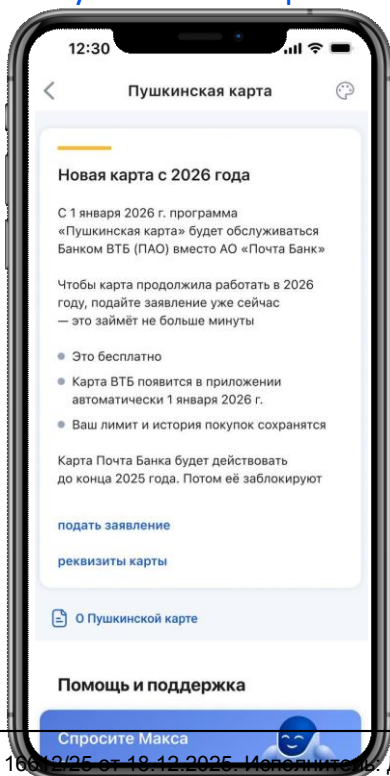 12:30
Пушкинская карта
Новая карта с 2026 года
С 1 января 2026 г. программа
«Пушкинская карта» будет обслуживаться
Банком ВТБ (ПАО) вместо АО «Почта Банк»
Чтобы карта продолжила работать в 2026
году, подайте заявление уже сейчас
— это займёт не больше минуты
Это бесплатно
Карта ВТБ появится в приложении
автоматически 1 января 2026 г.
Ваш лимит и история покупок сохранятся
Карта Почта Банка будет действовать
до конца 2025 года. Потом её заблокируют
подать заявление
реквизиты карты
О Пушкинской карте
Помощь и поддержка
Спросите Макса
16612/25 от 18.12.2025. Исполнитель: